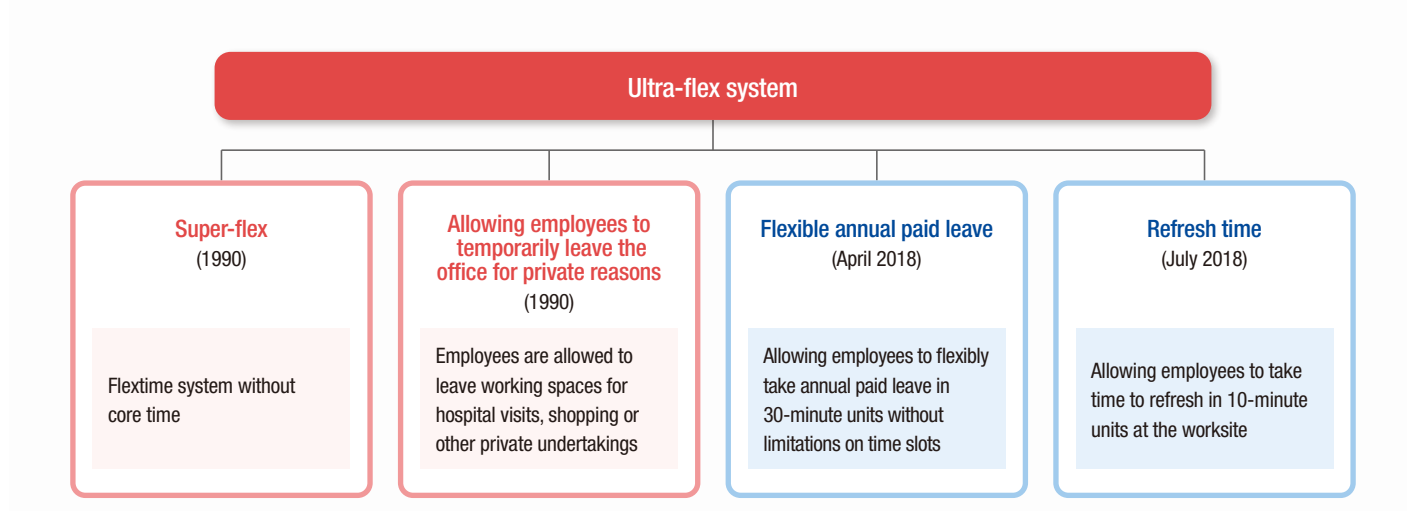 Ultra-flex system
Super-flex
(1990)
Flextime system without
core time
Allowing employees to
temporarily leave the
office for private reasons
(1990)
Employees are allowed to
leave working spaces for
hospital visits, shopping or
other private undertakings
Flexible annual paid leave
(April 2018)
Allowing employees to flexibly
take annual paid leave in
30-minute units without
limitations on time slots
Refresh time
(July 2018)
Allowing employees to take
time to refresh in 10-minute
units at the worksite